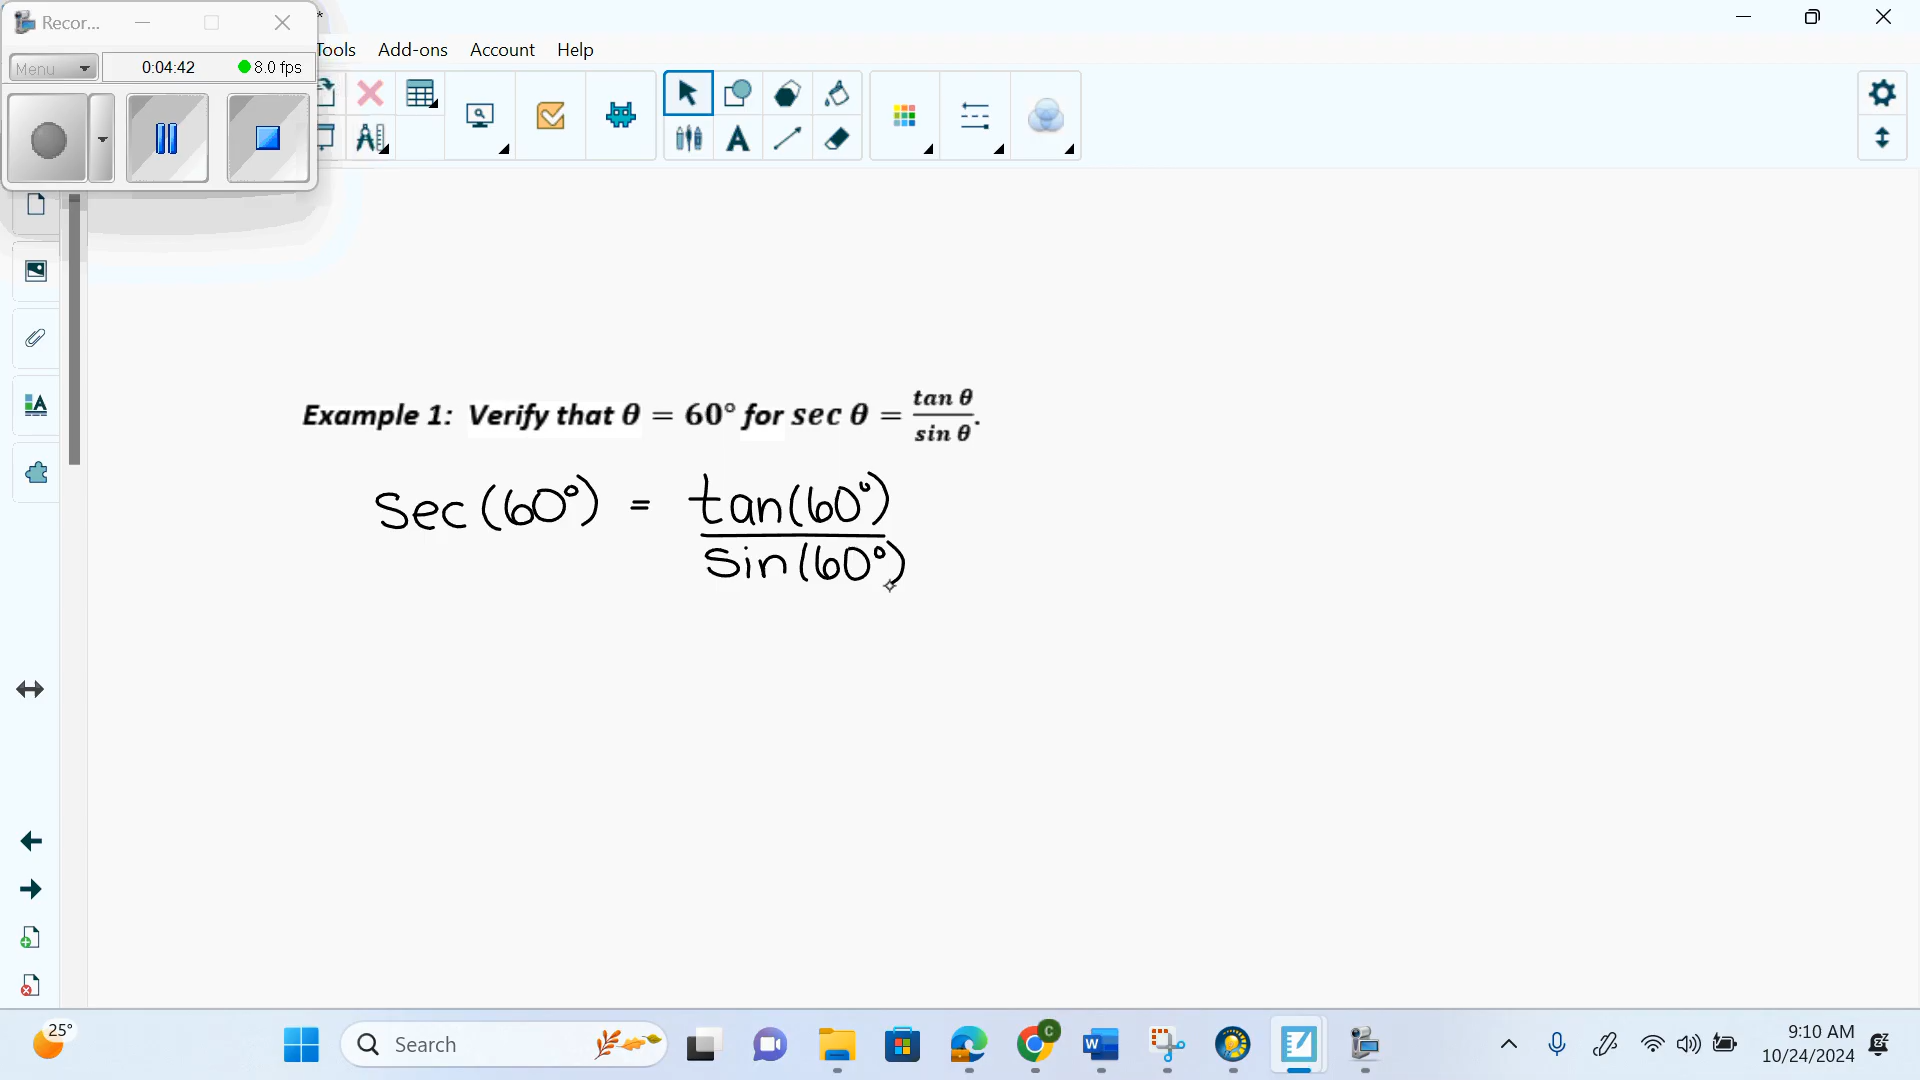 Recor...
*
Menu 0:04:42 8.0 fps
Tools Add-ons Account Help
Example 1: Verify that θ = 60° for sec θ = tan θ / sin θ.
sec(60°) = tan(60°)
sin(60°)
25°
Search
C
9:10 AM
10/24/2024